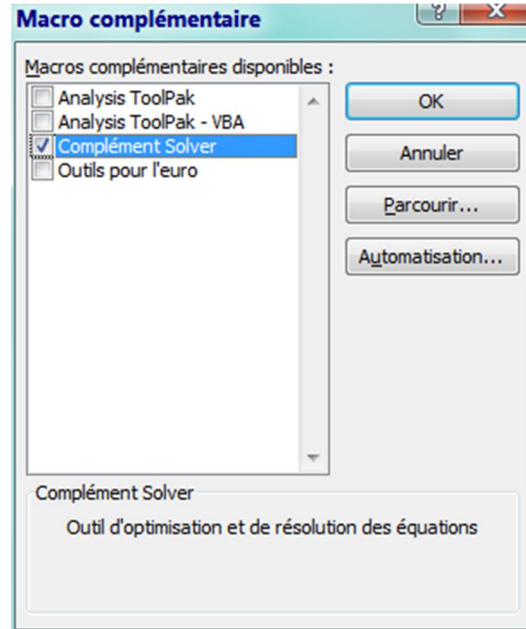 Macro complémentaire
Macros complémentaires disponibles :
Analysis ToolPak
Analysis ToolPak - VBA
Complément Solver
Outils pour l'euro
OK
Annuler
Parcourir...
Automatisation...
Complément Solver
Outil d'optimisation et de résolution des équations